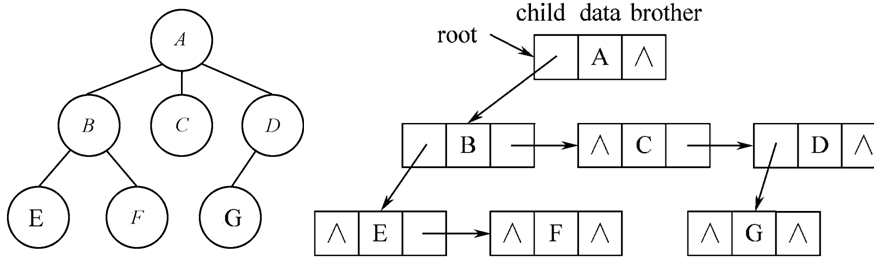 child data brother
root
A
A ∧
B C D
B ∧ C D ∧
E F G
∧ E ∧ F ∧ ∧ G ∧